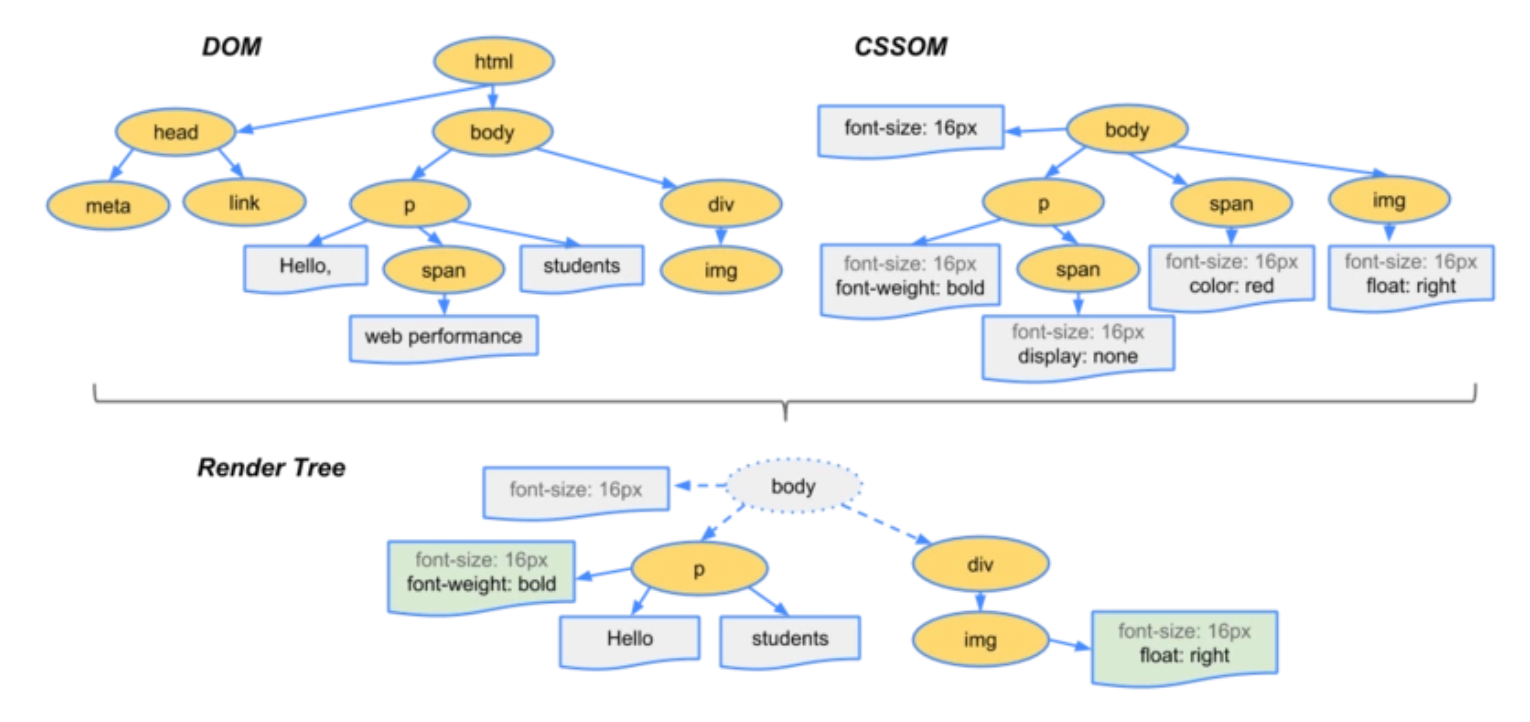 DOM
CSSOM
html
head
body
meta
link
p
div
Hello,
span
students
img
web performance
font-size: 16px
body
p
span
img
font-size: 16px
font-weight: bold
span
font-size: 16px
color: red
font-size: 16px
float: right
font-size: 16px
display: none
Render Tree
font-size: 16px
body
font-size: 16px
font-weight: bold
p
div
Hello
students
img
font-size: 16px
float: right